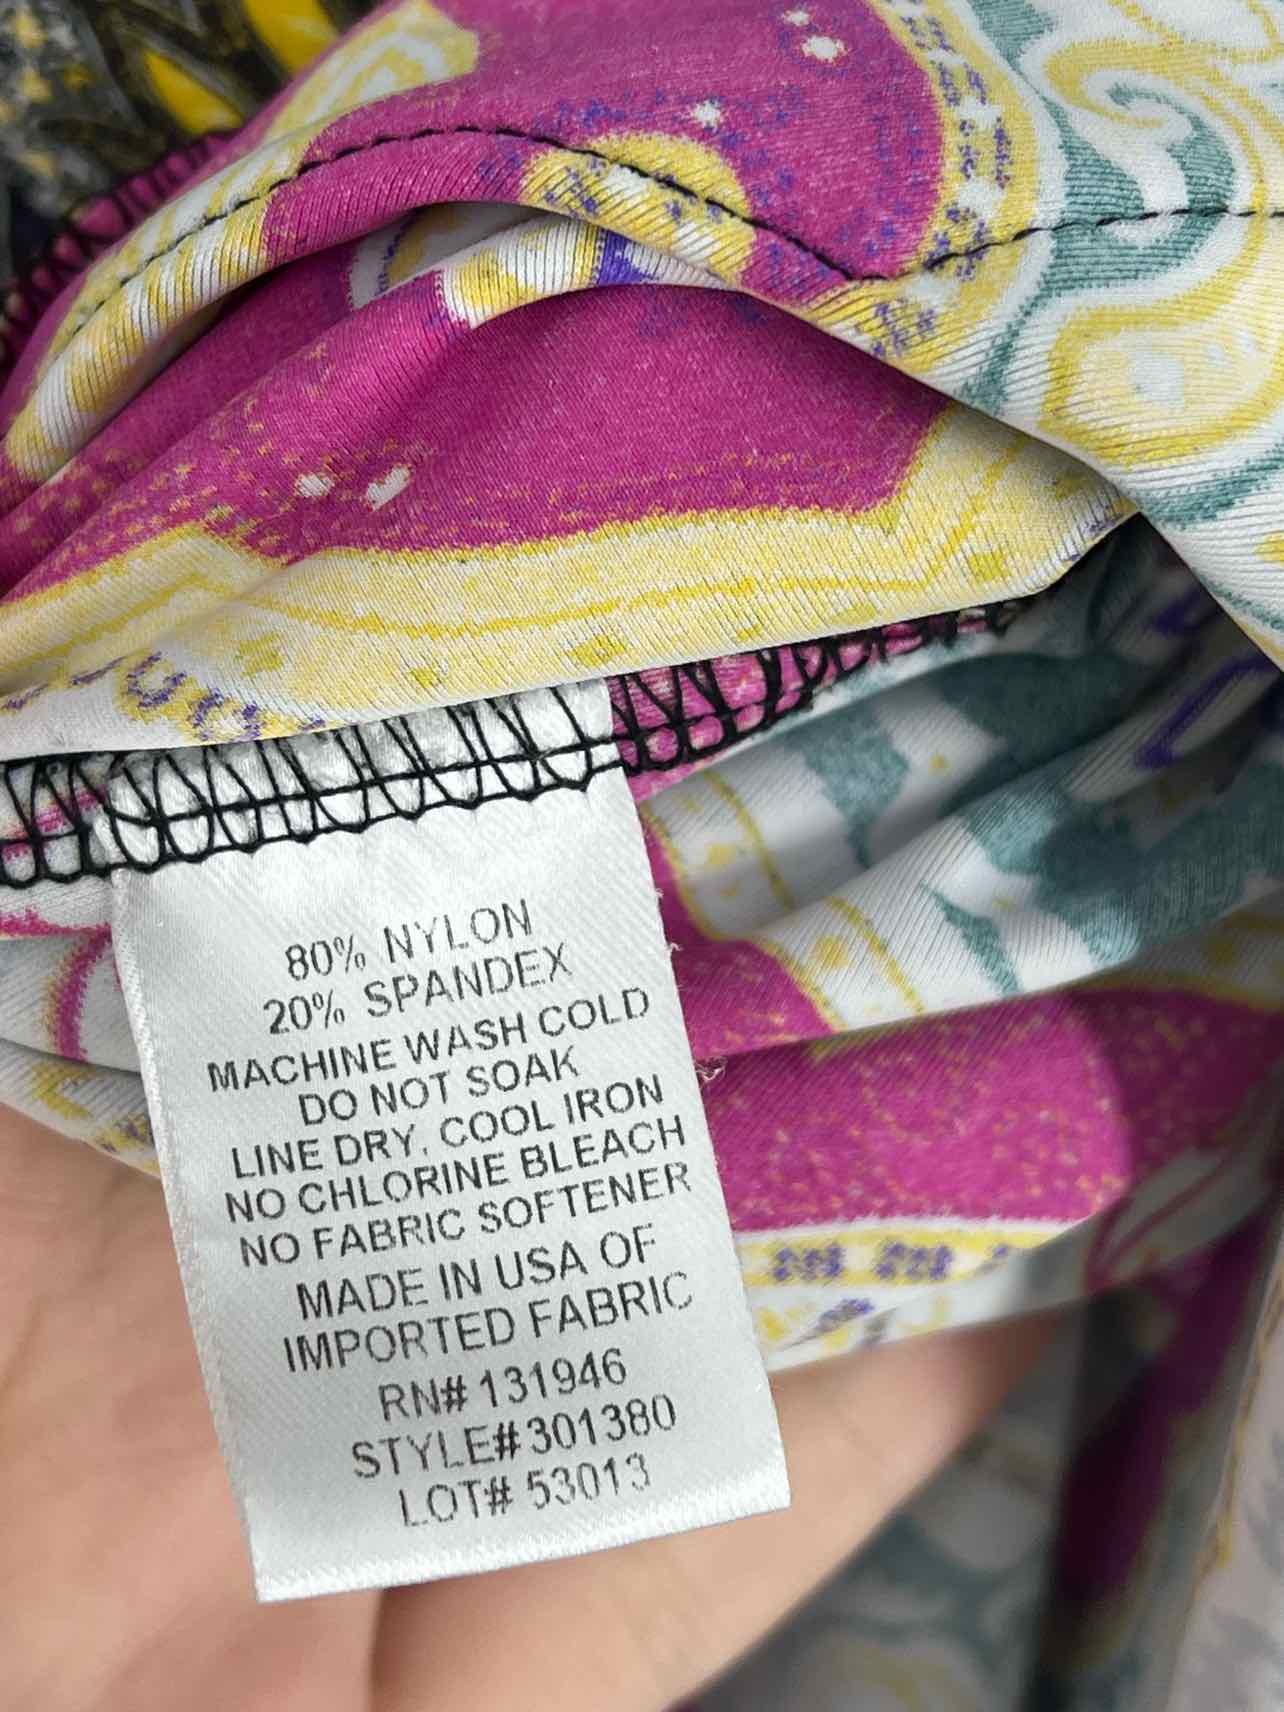 80% NYLON
20% SPANDEX
MACHINE WASH COLD
DO NOT SOAK
LINE DRY, COOL IRON
NO CHLORINE BLEACH
NO FABRIC SOFTENER
MADE IN USA OF
IMPORTED FABRIC
RN# 131946
STYLE#301380
LOT# 53013